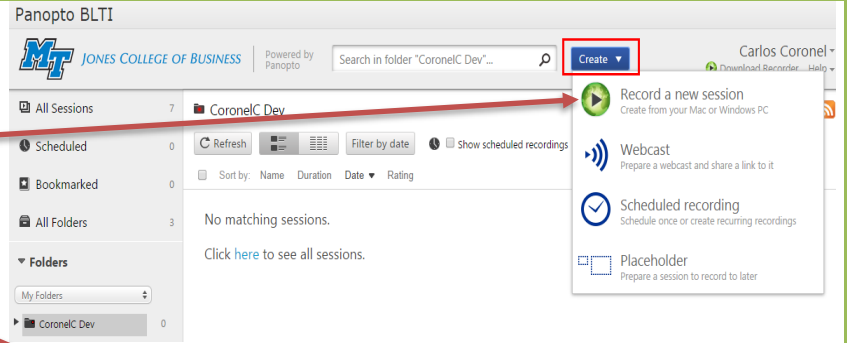 Panopto BLTI
MT JONES COLLEGE OF BUSINESS
Powered by
Panopto
Search in folder "CoronelC Dev"...
Create ▼
Carlos Coronel
Download Recorder Help
All Sessions 7
Scheduled 0
Bookmarked 0
All Folders 3
Folders
My Folders
CoronelC Dev 0
CoronelC Dev
Refresh
Filter by date
Show scheduled recordings
Sort by: Name Duration Date ▼ Rating
No matching sessions.
Click here to see all sessions.
Record a new session
Create from your Mac or Windows PC
Webcast
Prepare a webcast and share a link to it
Scheduled recording
Schedule once or create recurring recordings
Placeholder
Prepare a session to record to later